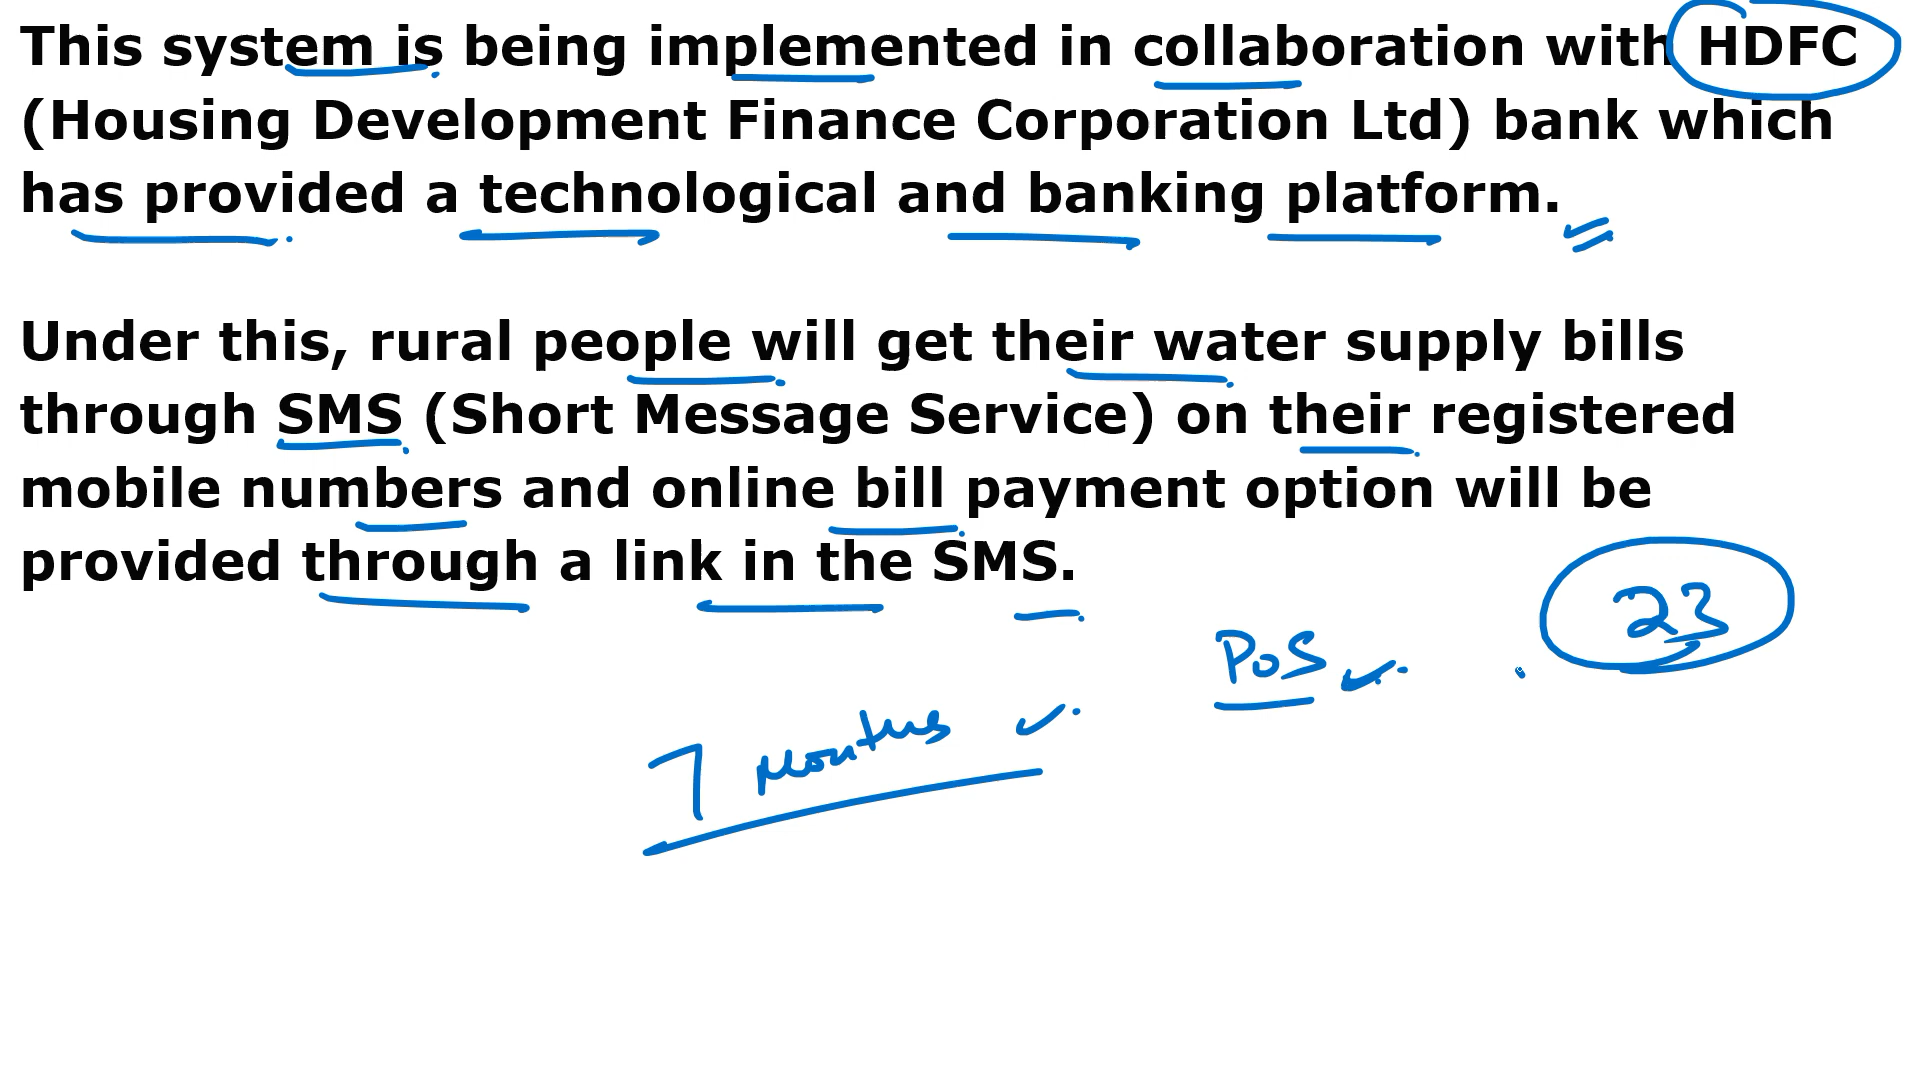 This system is being implemented in collaboration with HDFC
(Housing Development Finance Corporation Ltd) bank which
has provided a technological and banking platform.
Under this, rural people will get their water supply bills
through SMS (Short Message Service) on their registered
mobile numbers and online bill payment option will be
provided through a link in the SMS.
23
PoS
7 Months